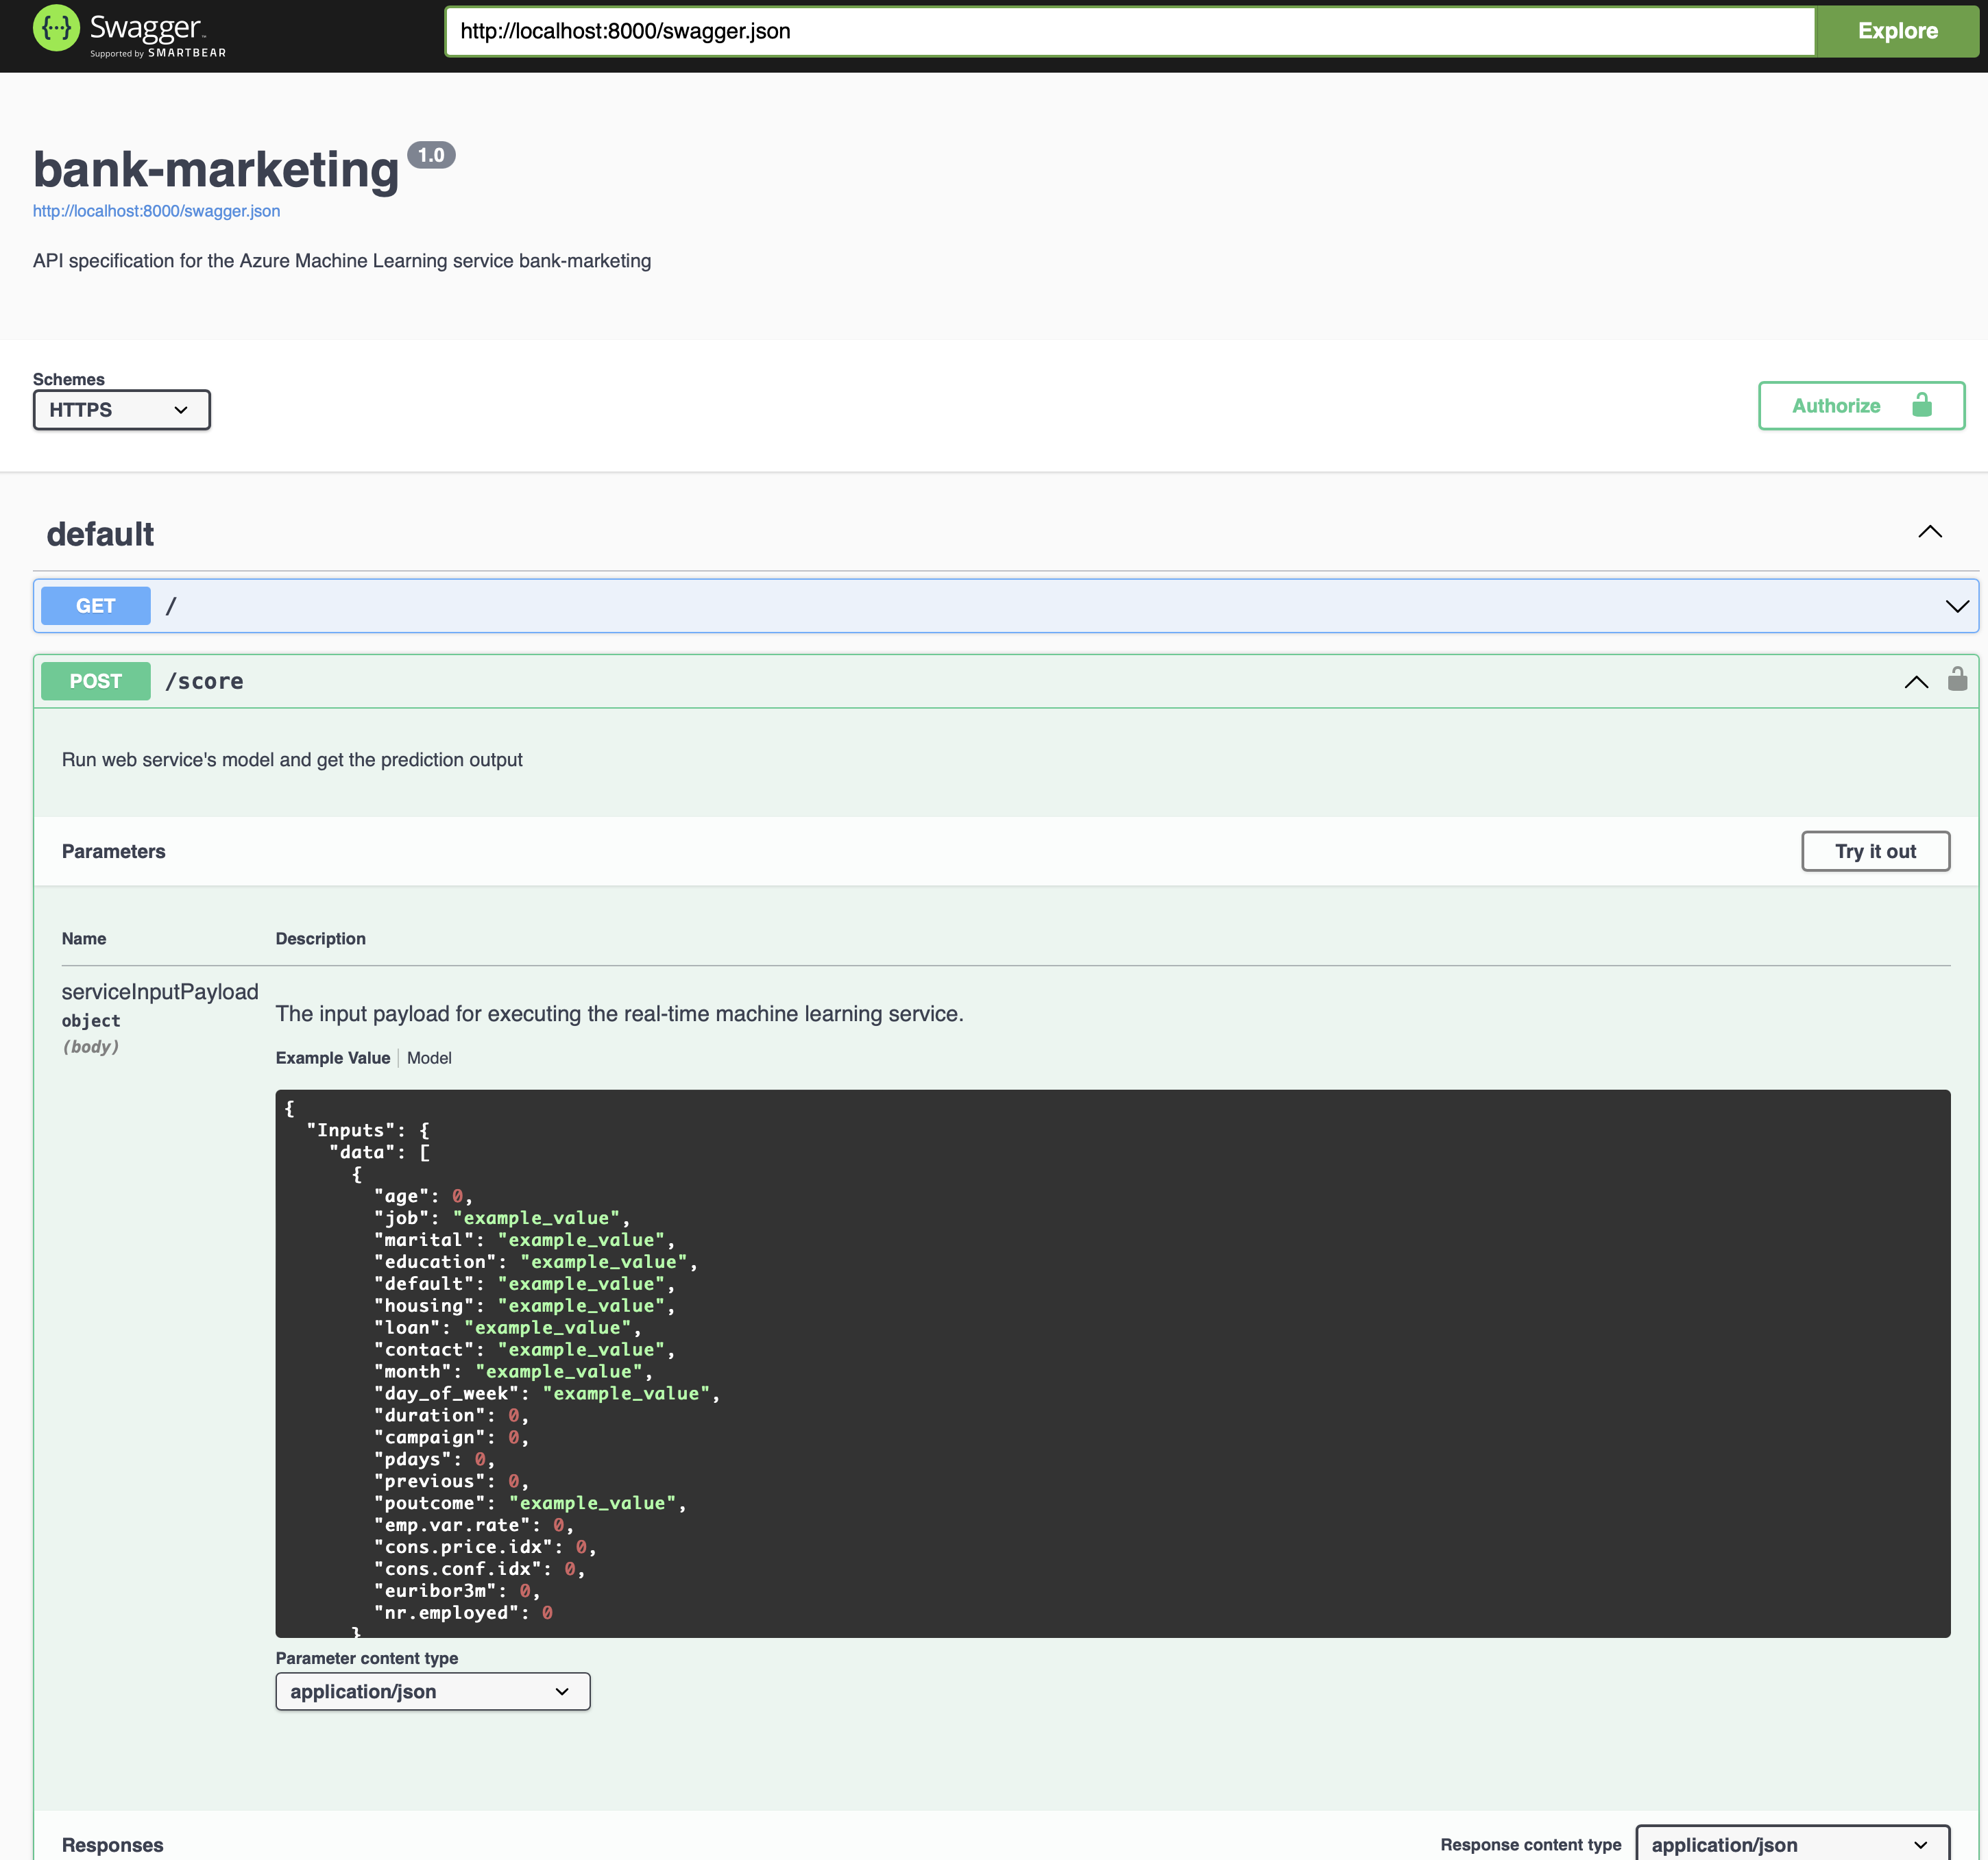 {···} Swagger™
Supported by SMARTBEAR
http://localhost:8000/swagger.json
Explore
bank-marketing 1.0
http://localhost:8000/swagger.json
API specification for the Azure Machine Learning service bank-marketing
Schemes
HTTPS
Authorize
default
GET /
POST /score
Run web service's model and get the prediction output
Parameters
Try it out
Name Description
serviceInputPayload
object
(body)
The input payload for executing the real-time machine learning service.
Example Value Model
{
"Inputs": {
"data": [
{
"age": 0,
"job": "example_value",
"marital": "example_value",
"education": "example_value",
"default": "example_value",
"housing": "example_value",
"loan": "example_value",
"contact": "example_value",
"month": "example_value",
"day_of_week": "example_value",
"duration": 0,
"campaign": 0,
"pdays": 0,
"previous": 0,
"poutcome": "example_value",
"emp.var.rate": 0,
"cons.price.idx": 0,
"cons.conf.idx": 0,
"euribor3m": 0,
"nr.employed": 0
}
Parameter content type
application/json
Responses
Response content type application/json